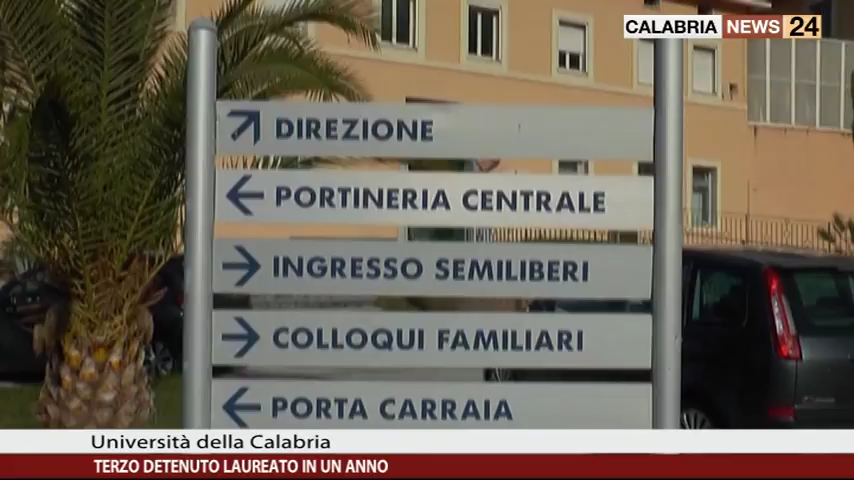 CALABRIA NEWS 24
DIREZIONE
PORTINERIA CENTRALE
INGRESSO SEMILIBERI
COLLOQUI FAMILIARI
PORTA CARRAIA
Università della Calabria
TERZO DETENUTO LAUREATO IN UN ANNO